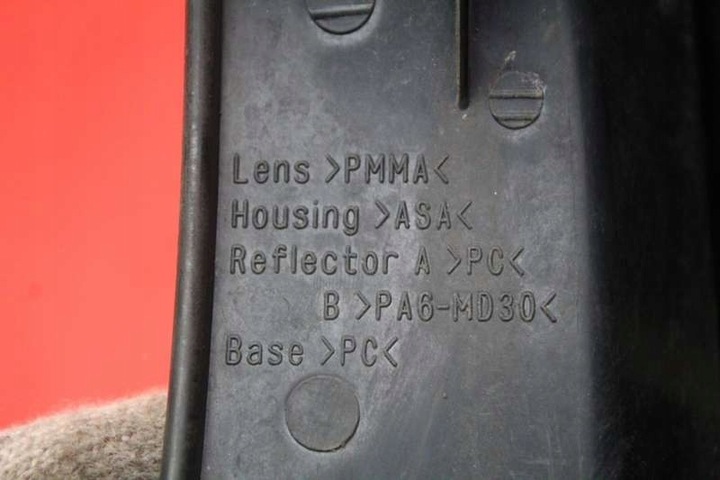 Lens >PMMA<
Housing >ASA<
Reflector A >PC<
B >PA6-MD30<
Base >PC<